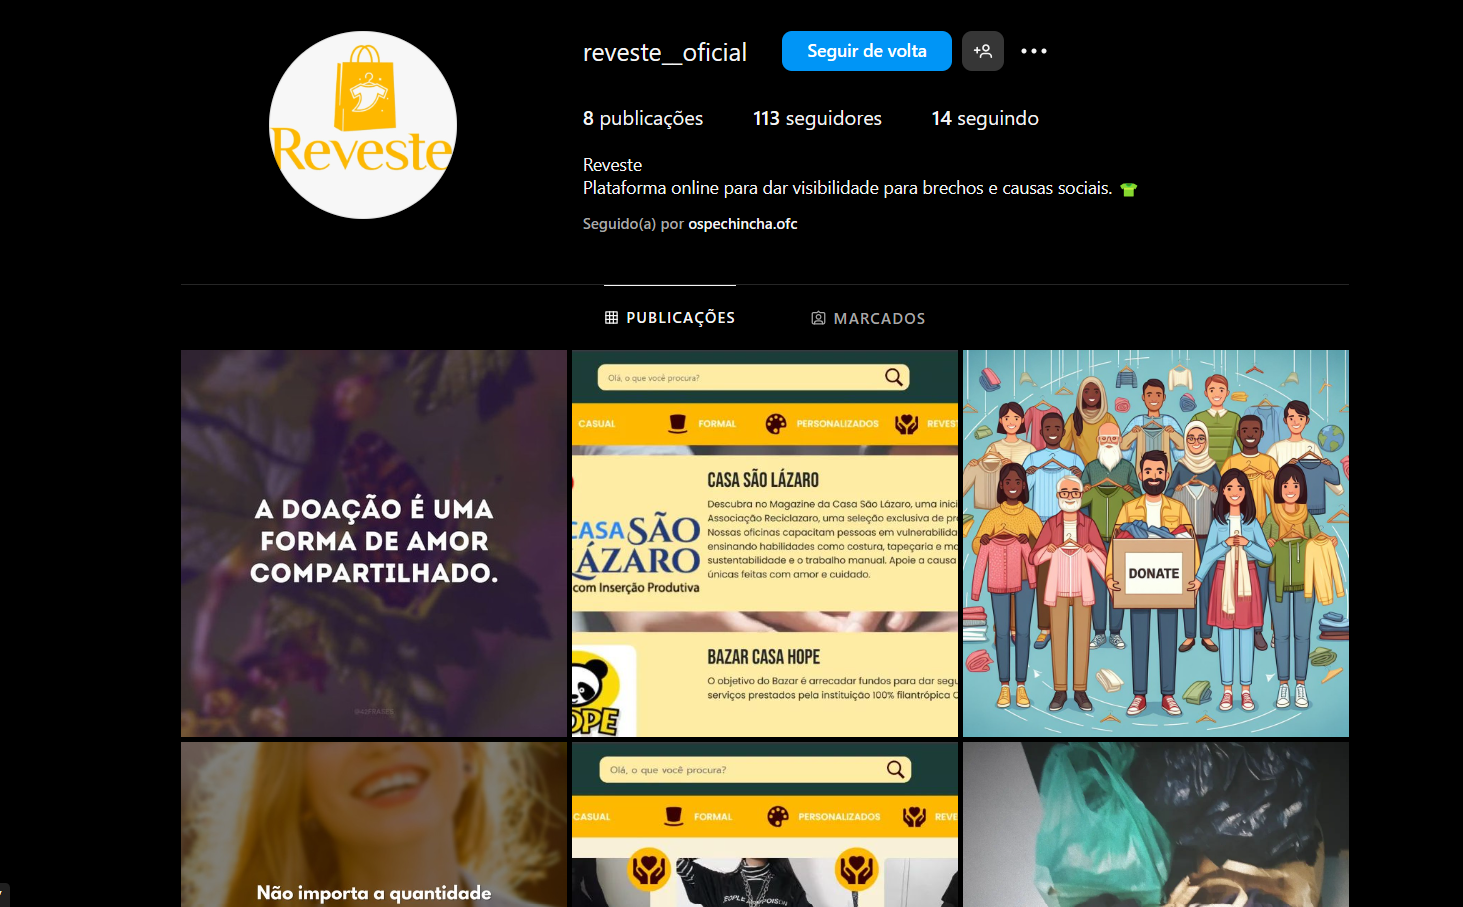 Reveste
reveste__oficial
Seguir de volta
8 publicações
113 seguidores
14 seguindo
Reveste
Plataforma online para dar visibilidade para brechos e causas sociais.
Seguido(a) por ospechincha.ofc
PUBLICAÇÕES
MARCADOS
A DOAÇÃO É UMA
FORMA DE AMOR
COMPARTILHADO.
Olá, o que você procura?
CASUAL
FORMAL
PERSONALIZADOS
REVES
CASA SÃO LÁZARO
Descubra no Magazine da Casa São Lázaro, uma inici
Associação Reciclazaro, uma seleção exclusiva de pr
Nossas oficinas capacitam pessoas em vulnerabilida
ensinando habilidades como costura, tapeçaria e mo
sustentabilidade e o trabalho manual. Apoie a causa
únicas feitas com amor e cuidado.
CASA SÃO
LÁZARO
com Inserção Produtiva
BAZAR CASA HOPE
O objetivo do Bazar é arrecadar fundos para dar segu
serviços prestados pela instituição 100% filantrópica
OPE
DONATE
Não importa a quantidade
Olá, o que você procura?
CASUAL
FORMAL
PERSONALIZADOS
REVE